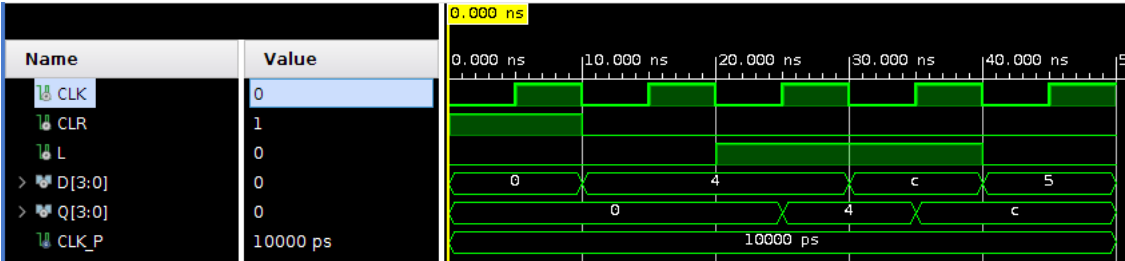 0.000 ns
Name Value 0.000 ns 10.000 ns 20.000 ns 30.000 ns 40.000 ns 5
CLK 0
CLR 1
L 0
D[3:0] 0 0 4 c 5
Q[3:0] 0 0 4 c
CLK_P 10000 ps 10000 ps